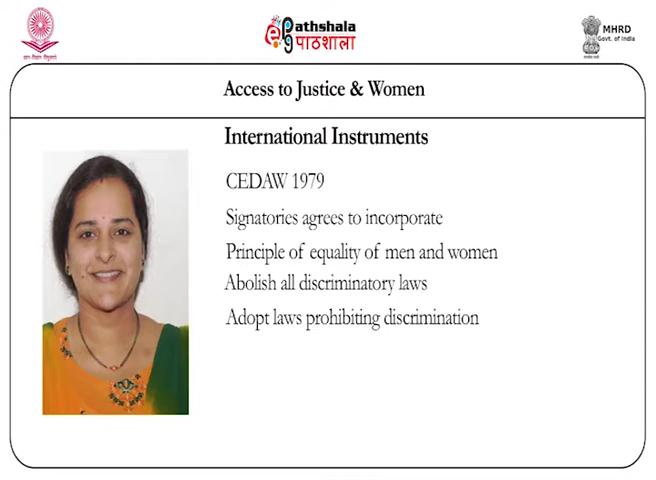 Pathshala
पाठशाला
MHRD
Govt. of India
Access to Justice & Women
International Instruments
CEDAW 1979
Signatories agrees to incorporate
Principle of equality of men and women
Abolish all discriminatory laws
Adopt laws prohibiting discrimination